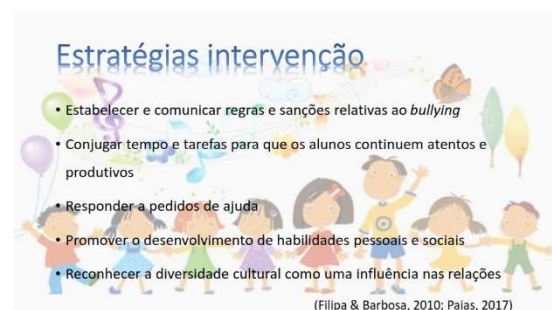 Estratégias intervenção
• Estabelecer e comunicar regras e sanções relativas ao bullying
• Conjugar tempo e tarefas para que os alunos continuem atentos e
produtivos
• Responder a pedidos de ajuda
• Promover o desenvolvimento de habilidades pessoais e sociais
• Reconhecer a diversidade cultural como uma influência nas relações
(Filipa & Barbosa, 2010; Paias, 2017)